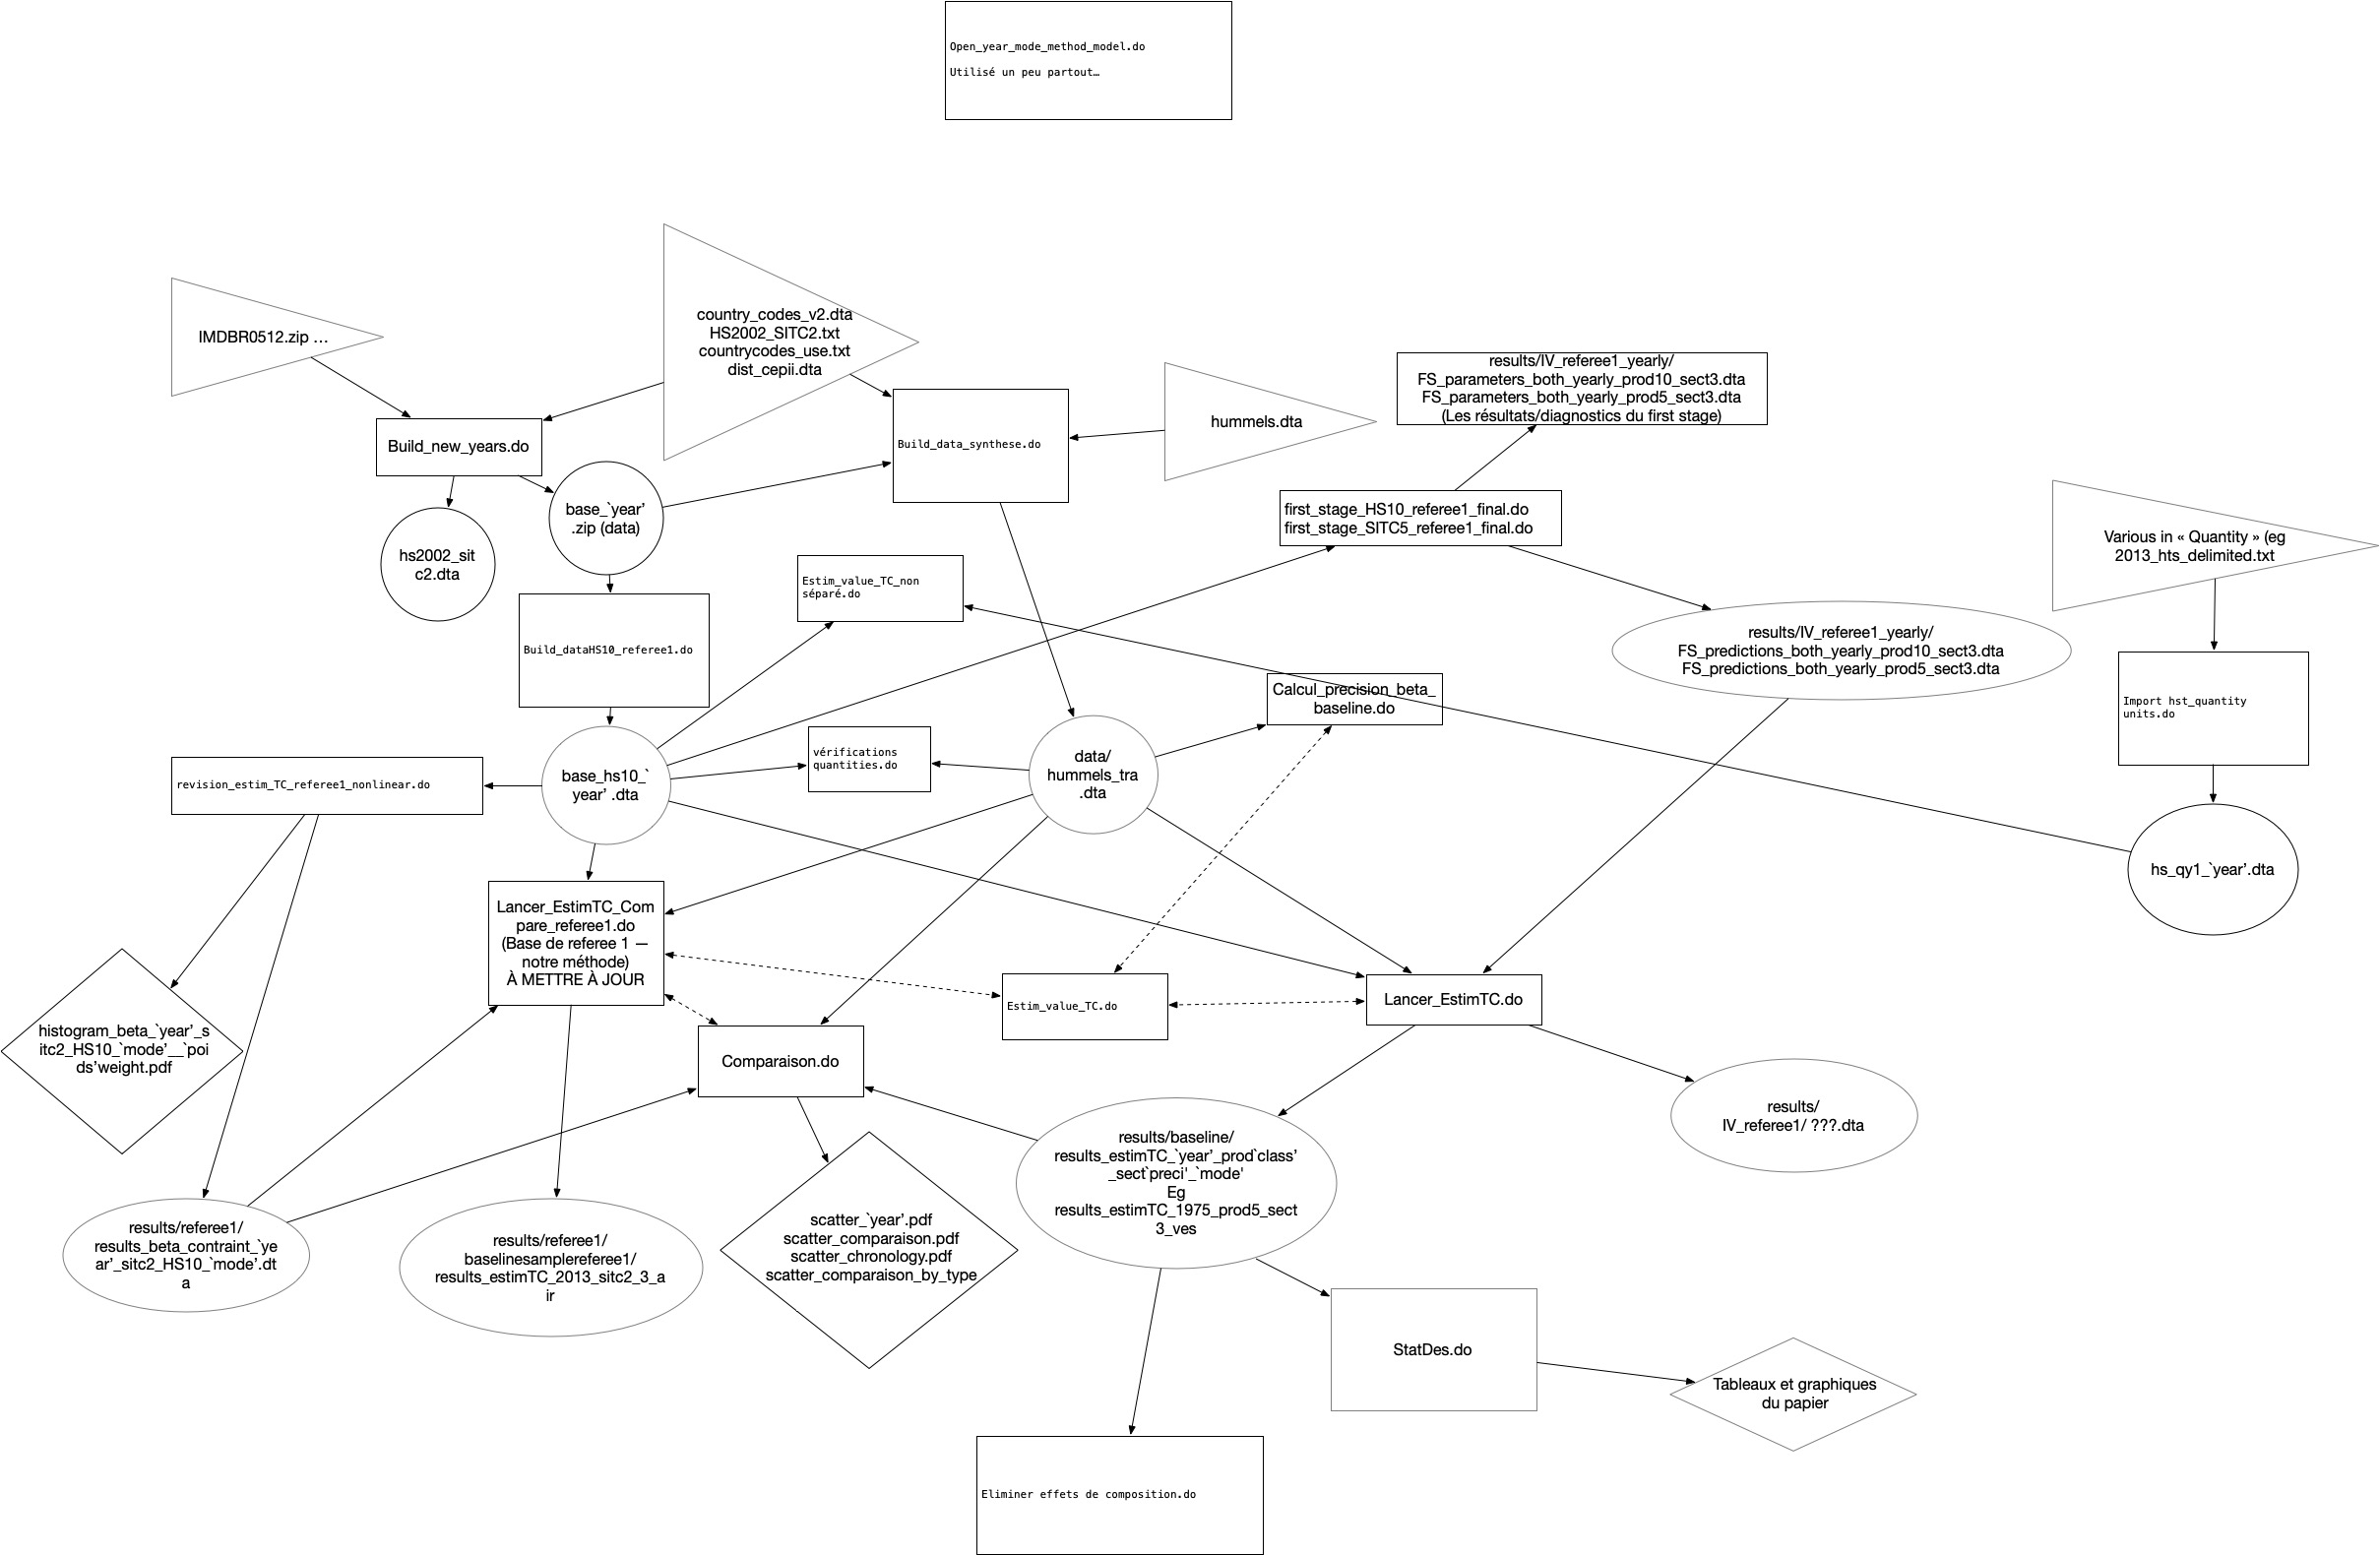 Open_year_mode_method_model.do
Utilisé un peu partout…
IMDBR0512.zip …
country_codes_v2.dta
HS2002_SITC2.txt
countrycodes_use.txt
dist_cepii.dta
Build_new_years.do
Build_data_synthese.do
hummels.dta
results/IV_referee1_yearly/
FS_parameters_both_yearly_prod10_sect3.dta
FS_parameters_both_yearly_prod5_sect3.dta
(Les résultats/diagnostics du first stage)
hs2002_sit
c2.dta
base_`year’
.zip (data)
first_stage_HS10_referee1_final.do
first_stage_SITC5_referee1_final.do
Various in « Quantity » (eg
2013_hts_delimited.txt
Estim_value_TC_non
séparé.do
Build_dataHS10_referee1.do
results/IV_referee1_yearly/
FS_predictions_both_yearly_prod10_sect3.dta
FS_predictions_both_yearly_prod5_sect3.dta
Calcul_precision_beta_
baseline.do
Import hst_quantity
units.do
revision_estim_TC_referee1_nonlinear.do
base_hs10_`
year’ .dta
vérifications
quantities.do
data/
hummels_tra
.dta
hs_qy1_`year’.dta
Lancer_EstimTC_Com
pare_referee1.do
(Base de referee 1 —
notre méthode)
À METTRE À JOUR
Estim_value_TC.do
Lancer_EstimTC.do
histogram_beta_`year’_s
itc2_HS10_`mode’__`poi
ds’weight.pdf
Comparaison.do
results/
IV_referee1/ ???.dta
results/baseline/
results_estimTC_`year’_prod`class’
_sect`preci'_`mode'
Eg
results_estimTC_1975_prod5_sect
3_ves
results/referee1/
results_beta_contraint_`ye
ar’_sitc2_HS10_`mode’.dt
a
results/referee1/
baselinesamplereferee1/
results_estimTC_2013_sitc2_3_a
ir
scatter_`year’.pdf
scatter_comparaison.pdf
scatter_chronology.pdf
scatter_comparaison_by_type
StatDes.do
Tableaux et graphiques
du papier
Eliminer effets de composition.do